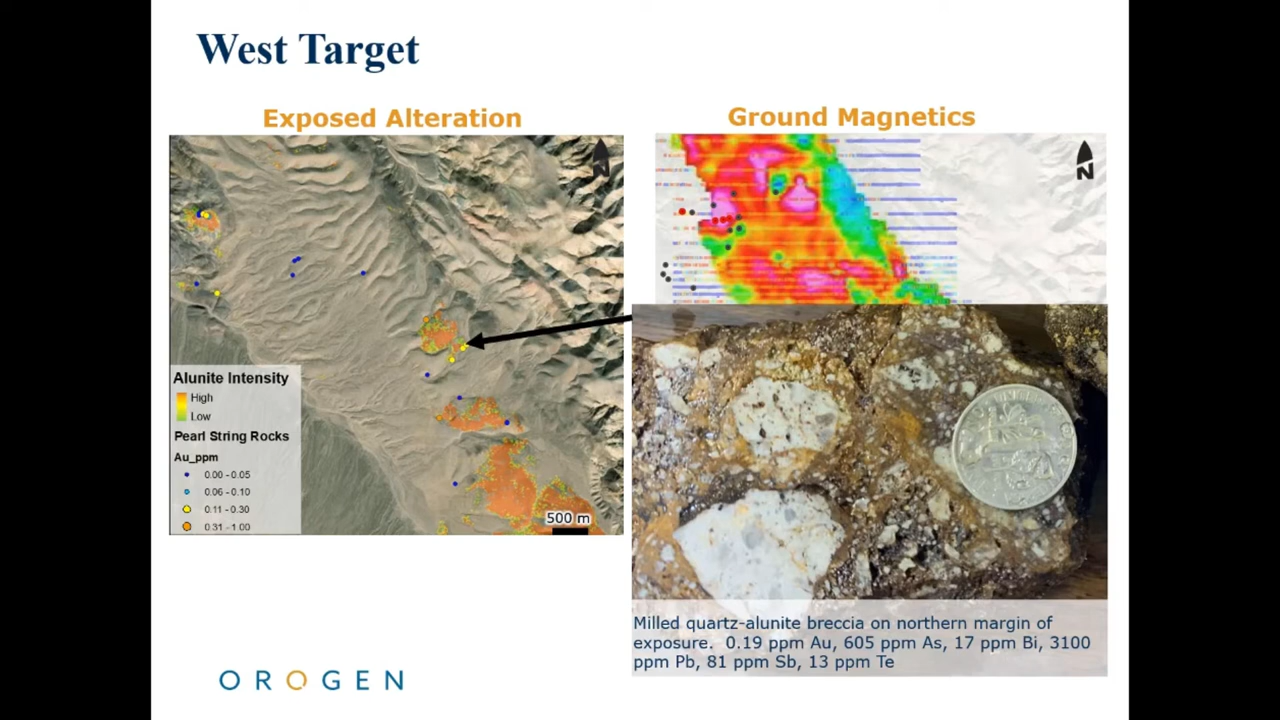 West Target
Exposed Alteration
Ground Magnetics
N
N
Alunite Intensity
High
Low
Pearl String Rocks
Au_ppm
0.00 - 0.05
0.06 - 0.10
0.11 - 0.30
0.31 - 1.00
500 m
Milled quartz-alunite breccia on northern margin of
exposure. 0.19 ppm Au, 605 ppm As, 17 ppm Bi, 3100
ppm Pb, 81 ppm Sb, 13 ppm Te
OROGEN